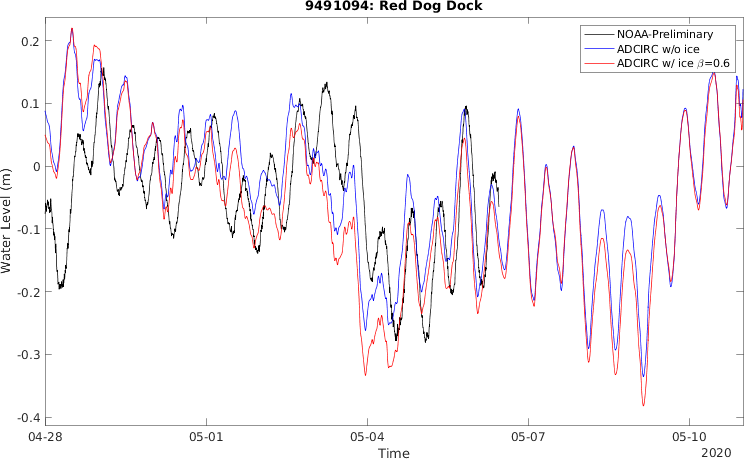 9491094: Red Dog Dock
NOAA-Preliminary
ADCIRC w/o ice
ADCIRC w/ ice β=0.6
Water Level (m)
0.2
0.1
0
-0.1
-0.2
-0.3
-0.4
04-28 05-01 05-04 05-07 05-10
Time
2020